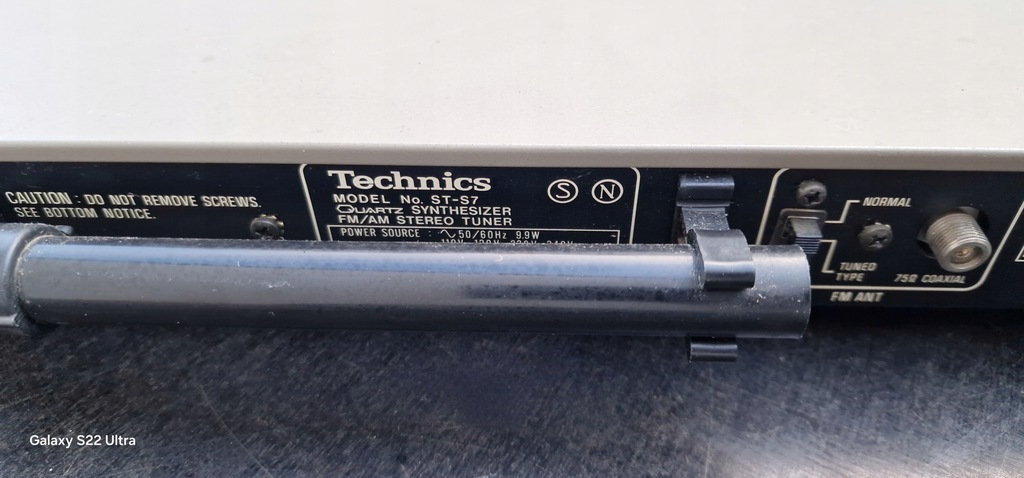 CAUTION : DO NOT REMOVE SCREWS.
SEE BOTTOM NOTICE.
Technics
MODEL No. ST-S7
QUARTZ SYNTHESIZER
FM/AM STEREO TUNER
POWER SOURCE : ~ 50/60Hz 9.9W
S N
NORMAL
TUNED
TYPE
75Ω COAXIAL
FM ANT
Galaxy S22 Ultra